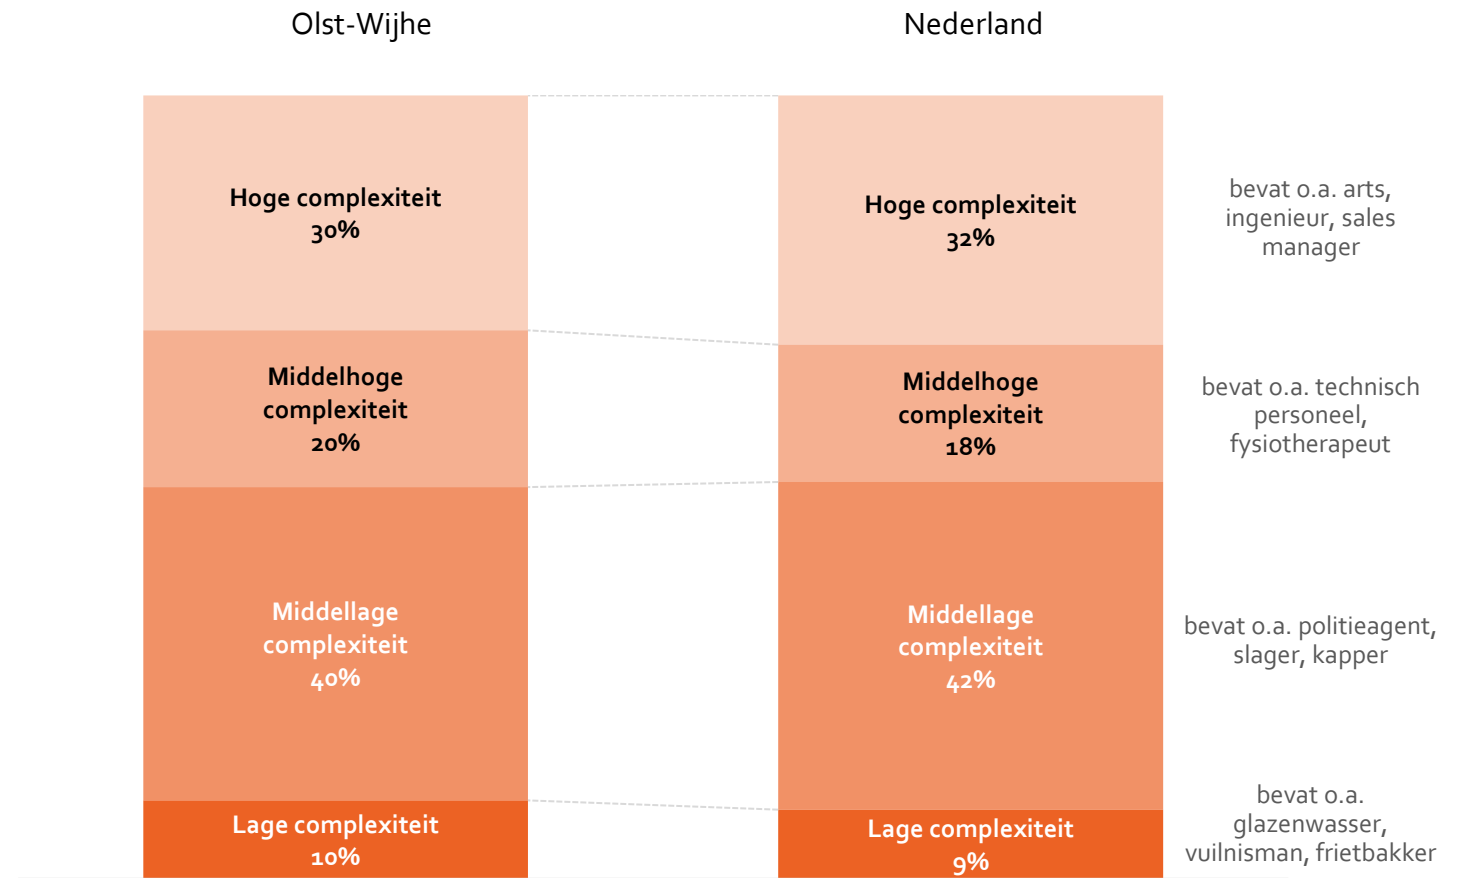 Olst-Wijhe
Nederland
Hoge complexiteit
30%
Hoge complexiteit
32%
bevat o.a. arts,
ingenieur, sales
manager
Middelhoge
complexiteit
20%
Middelhoge
complexiteit
18%
bevat o.a. technisch
personeel,
fysiotherapeut
Middellage
complexiteit
40%
Middellage
complexiteit
42%
bevat o.a. politieagent,
slager, kapper
Lage complexiteit
10%
Lage complexiteit
9%
bevat o.a.
glazenwasser,
vuilnisman, frietbakker